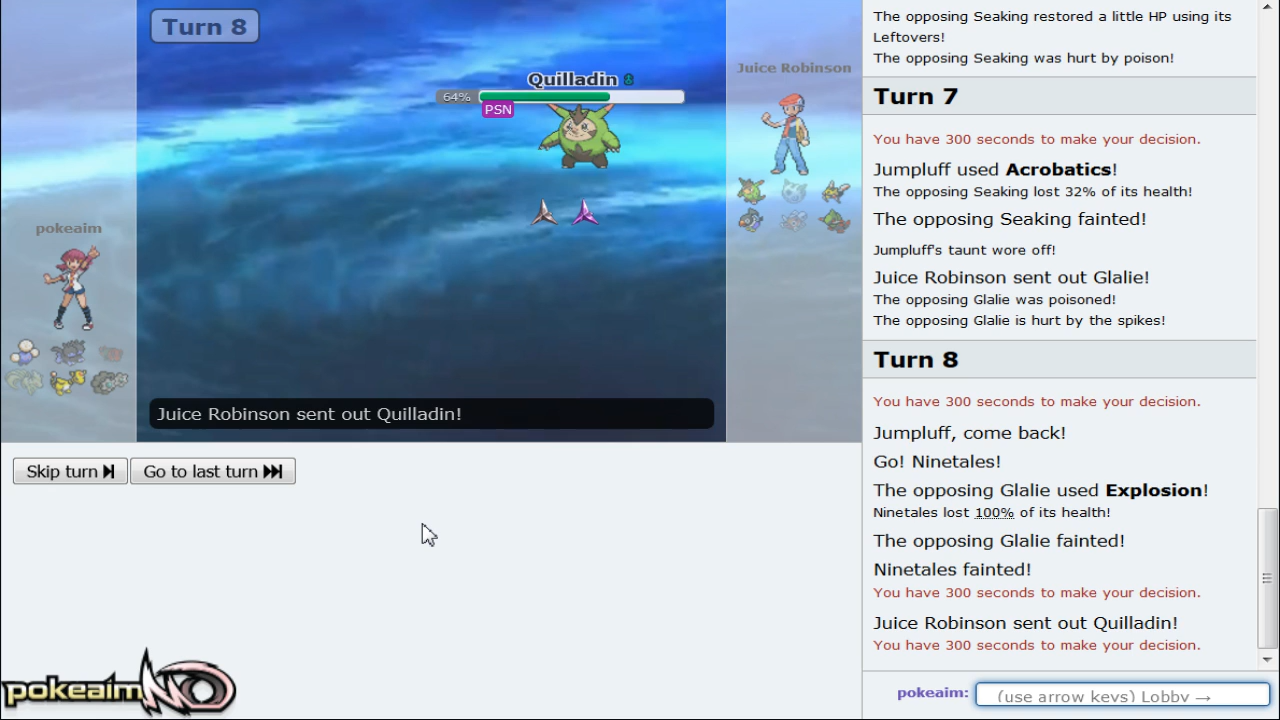 Turn 8
Quilladin
64%
PSN
Juice Robinson
pokeaim
Juice Robinson sent out Quilladin!
Skip turn
Go to last turn
pokeaimNO
The opposing Seaking restored a little HP using its
Leftovers!
The opposing Seaking was hurt by poison!
Turn 7
You have 300 seconds to make your decision.
Jumpluff used Acrobatics!
The opposing Seaking lost 32% of its health!
The opposing Seaking fainted!
Jumpluff's taunt wore off!
Juice Robinson sent out Glalie!
The opposing Glalie was poisoned!
The opposing Glalie is hurt by the spikes!
Turn 8
You have 300 seconds to make your decision.
Jumpluff, come back!
Go! Ninetales!
The opposing Glalie used Explosion!
Ninetales lost 100% of its health!
The opposing Glalie fainted!
Ninetales fainted!
You have 300 seconds to make your decision.
Juice Robinson sent out Quilladin!
You have 300 seconds to make your decision.
pokeaim: (use arrow keys) Lobby →